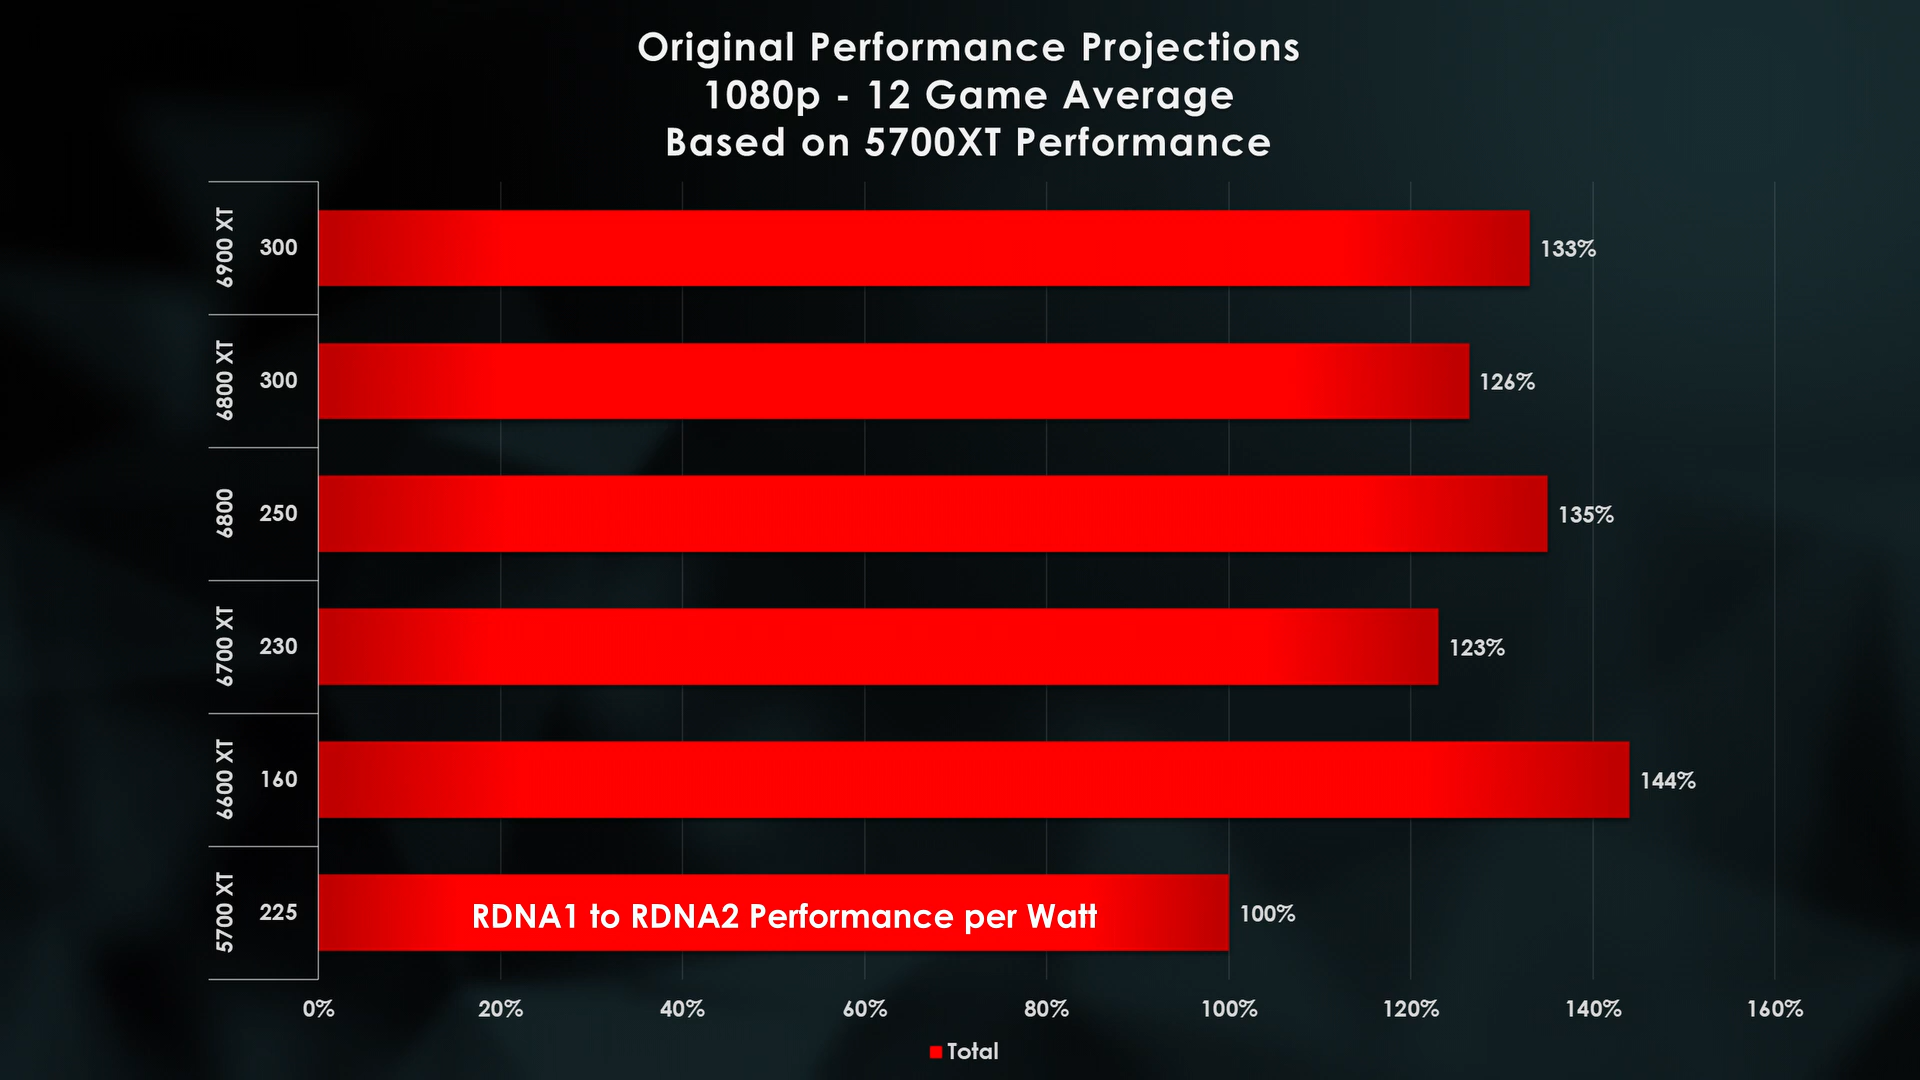 Original Performance Projections
1080p - 12 Game Average
Based on 5700XT Performance
6900 XT 300 133%
6800 XT 300 126%
6800 250 135%
6700 XT 230 123%
6600 XT 160 144%
5700 XT 225 RDNA1 to RDNA2 Performance per Watt 100%
0% 20% 40% 60% 80% 100% 120% 140% 160%
Total